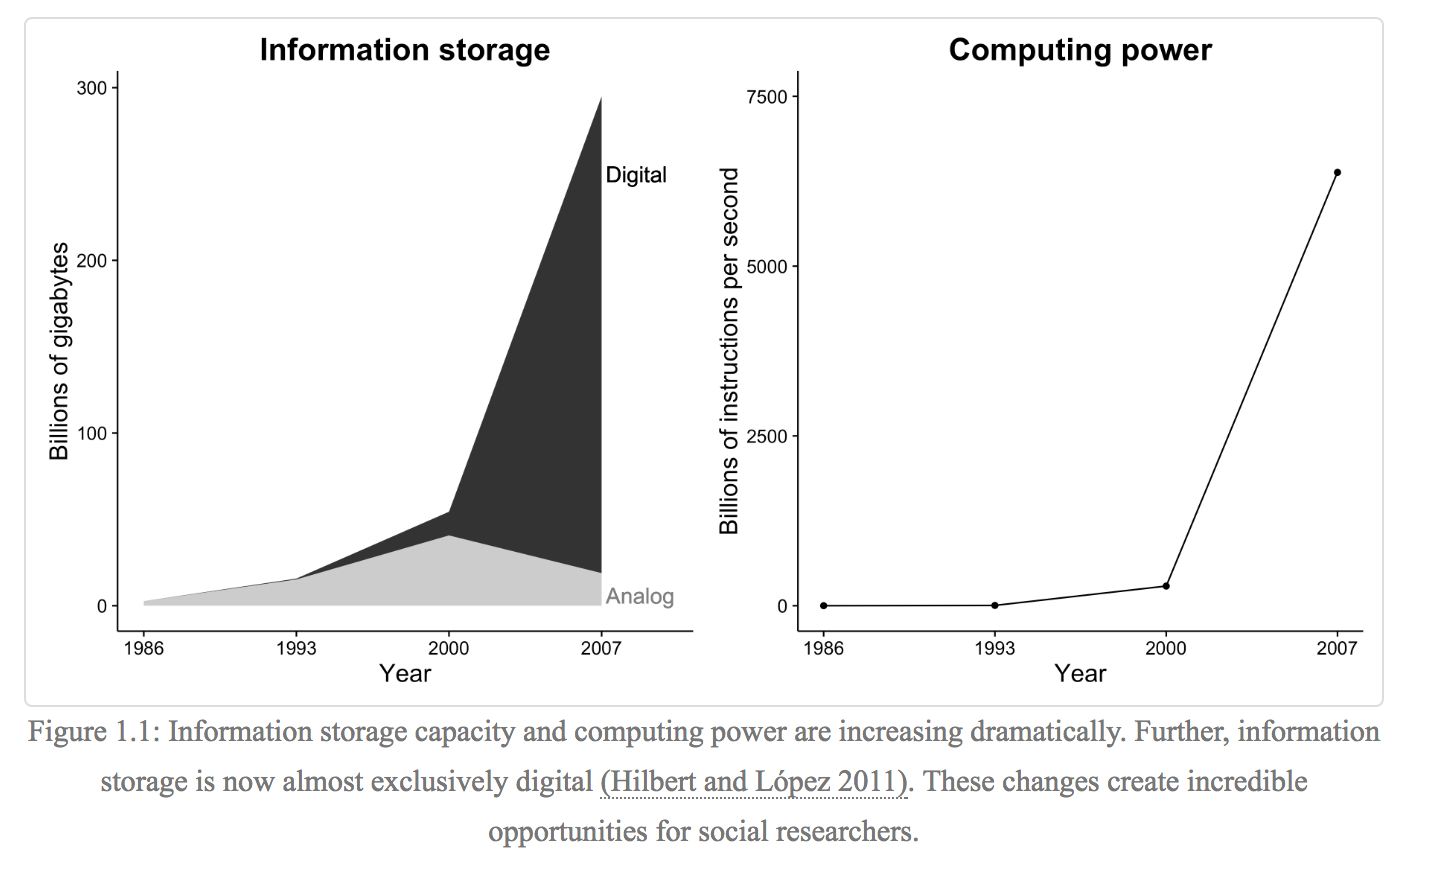 Information storage
300
200
100
0
Billions of gigabytes
Digital
Analog
1986 1993 2000 2007
Year
Computing power
7500
5000
2500
0
Billions of instructions per second
1986 1993 2000 2007
Year
Figure 1.1: Information storage capacity and computing power are increasing dramatically. Further, information
storage is now almost exclusively digital (Hilbert and López 2011). These changes create incredible
opportunities for social researchers.